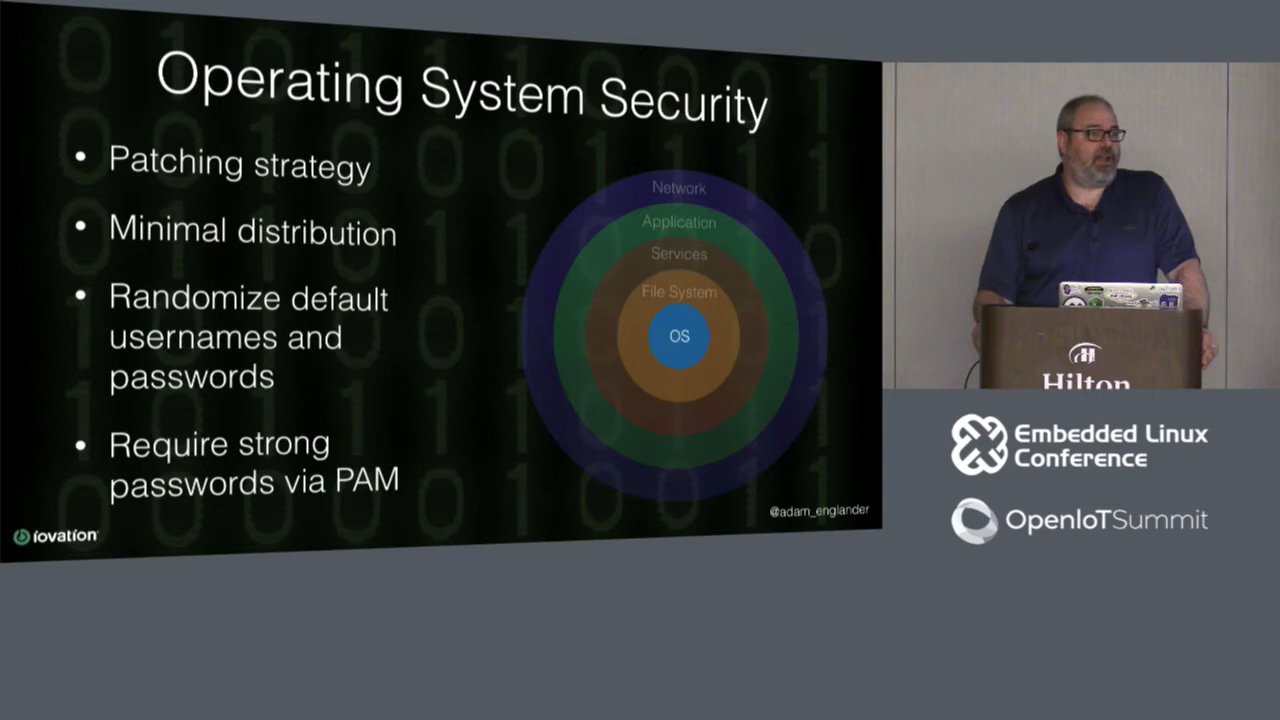 Operating System Security
• Patching strategy
• Minimal distribution
• Randomize default
usernames and
passwords
• Require strong
passwords via PAM
Network
Application
Services
File System
OS
@adam_englander
iovation
Hilton
Embedded Linux
Conference
OpenIoTSummit